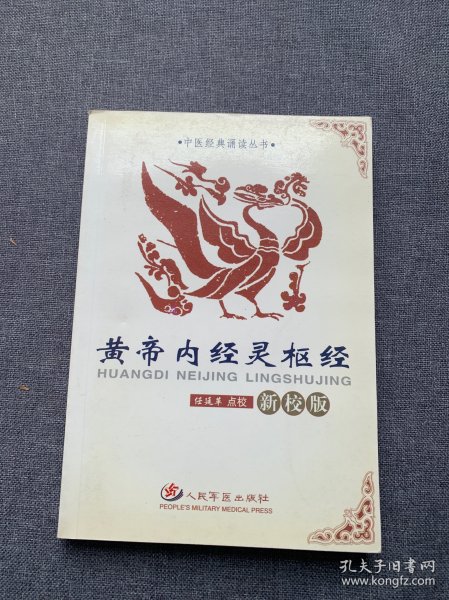 •中医经典诵读丛书•
黄帝内经灵枢经
HUANGDI NEIJING LINGSHUJING
任廷革 点校 新校版
人民军医出版社
PEOPLE'S MILITARY MEDICAL PRESS
孔夫子旧书网
www.kongfz.com